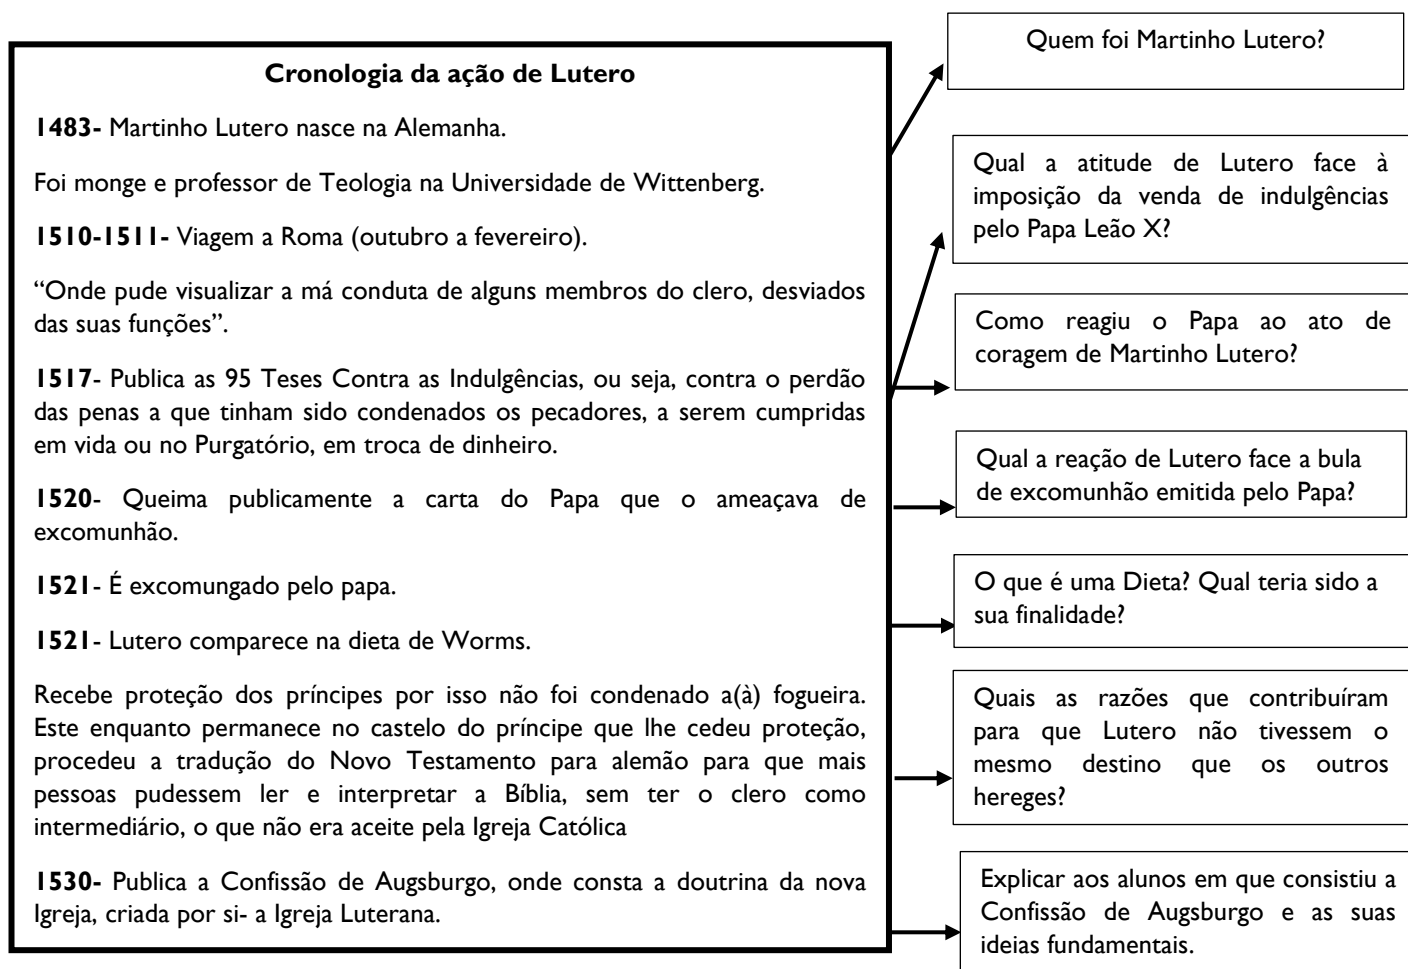 Cronologia da ação de Lutero
1483- Martinho Lutero nasce na Alemanha.
Foi monge e professor de Teologia na Universidade de Wittenberg.
1510-1511- Viagem a Roma (outubro a fevereiro).
“Onde pude visualizar a má conduta de alguns membros do clero, desviados
das suas funções”.
1517- Publica as 95 Teses Contra as Indulgências, ou seja, contra o perdão
das penas a que tinham sido condenados os pecadores, a serem cumpridas
em vida ou no Purgatório, em troca de dinheiro.
1520- Queima publicamente a carta do Papa que o ameaçava de
excomunhão.
1521- É excomungado pelo papa.
1521- Lutero comparece na dieta de Worms.
Recebe proteção dos príncipes por isso não foi condenado a(à) fogueira.
Este enquanto permanece no castelo do príncipe que lhe cedeu proteção,
procedeu a tradução do Novo Testamento para alemão para que mais
pessoas pudessem ler e interpretar a Bíblia, sem ter o clero como
intermediário, o que não era aceite pela Igreja Católica
1530- Publica a Confissão de Augsburgo, onde consta a doutrina da nova
Igreja, criada por si- a Igreja Luterana.
Quem foi Martinho Lutero?
Qual a atitude de Lutero face à
imposição da venda de indulgências
pelo Papa Leão X?
Como reagiu o Papa ao ato de
coragem de Martinho Lutero?
Qual a reação de Lutero face a bula
de excomunhão emitida pelo Papa?
O que é uma Dieta? Qual teria sido a
sua finalidade?
Quais as razões que contribuíram
para que Lutero não tivessem o
mesmo destino que os outros
hereges?
Explicar aos alunos em que consistiu a
Confissão de Augsburgo e as suas
ideias fundamentais.